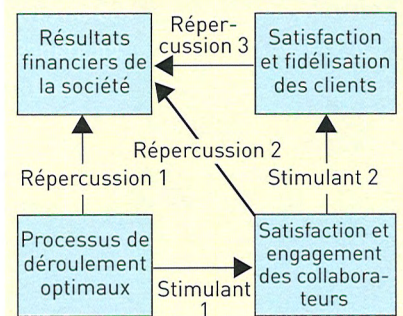 Résultats
financiers de
la société
Réper-
cussion 3
Satisfaction
et fidélisation
des clients
Répercussion 2
Répercussion 1
Stimulant 2
Processus de
déroulement
optimaux
Stimulant
1
Satisfaction et
engagement
des collabora-
teurs